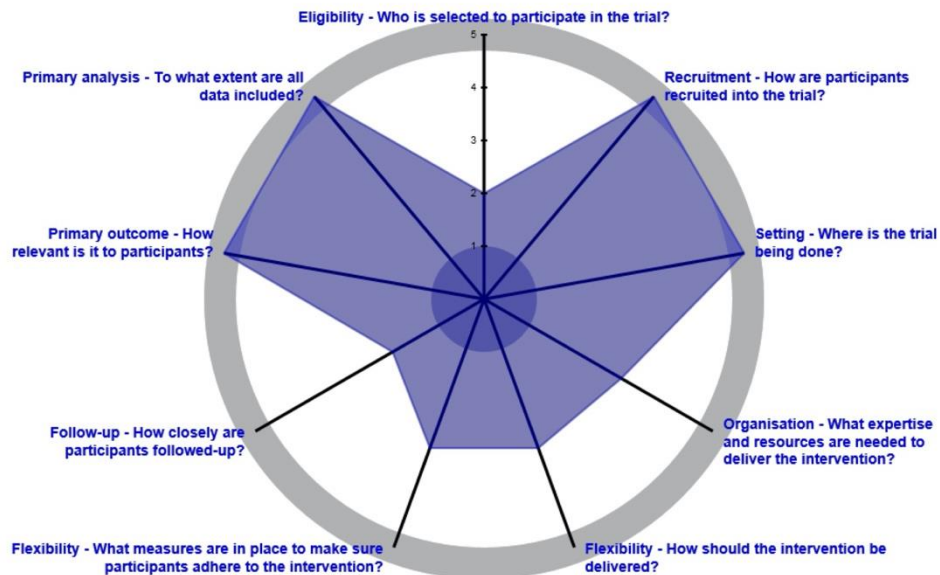 Eligibility - Who is selected to participate in the trial?
5
Primary analysis - To what extent are all
data included?
Recruitment - How are participants
recruited into the trial?
4
3
2
Primary outcome - How
relevant is it to participants?
Setting - Where is the trial
being done?
1
Follow-up - How closely are
participants followed-up?
Organisation - What expertise
and resources are needed to
deliver the intervention?
Flexibility - What measures are in place to make sure
participants adhere to the intervention?
Flexibility - How should the intervention be
delivered?